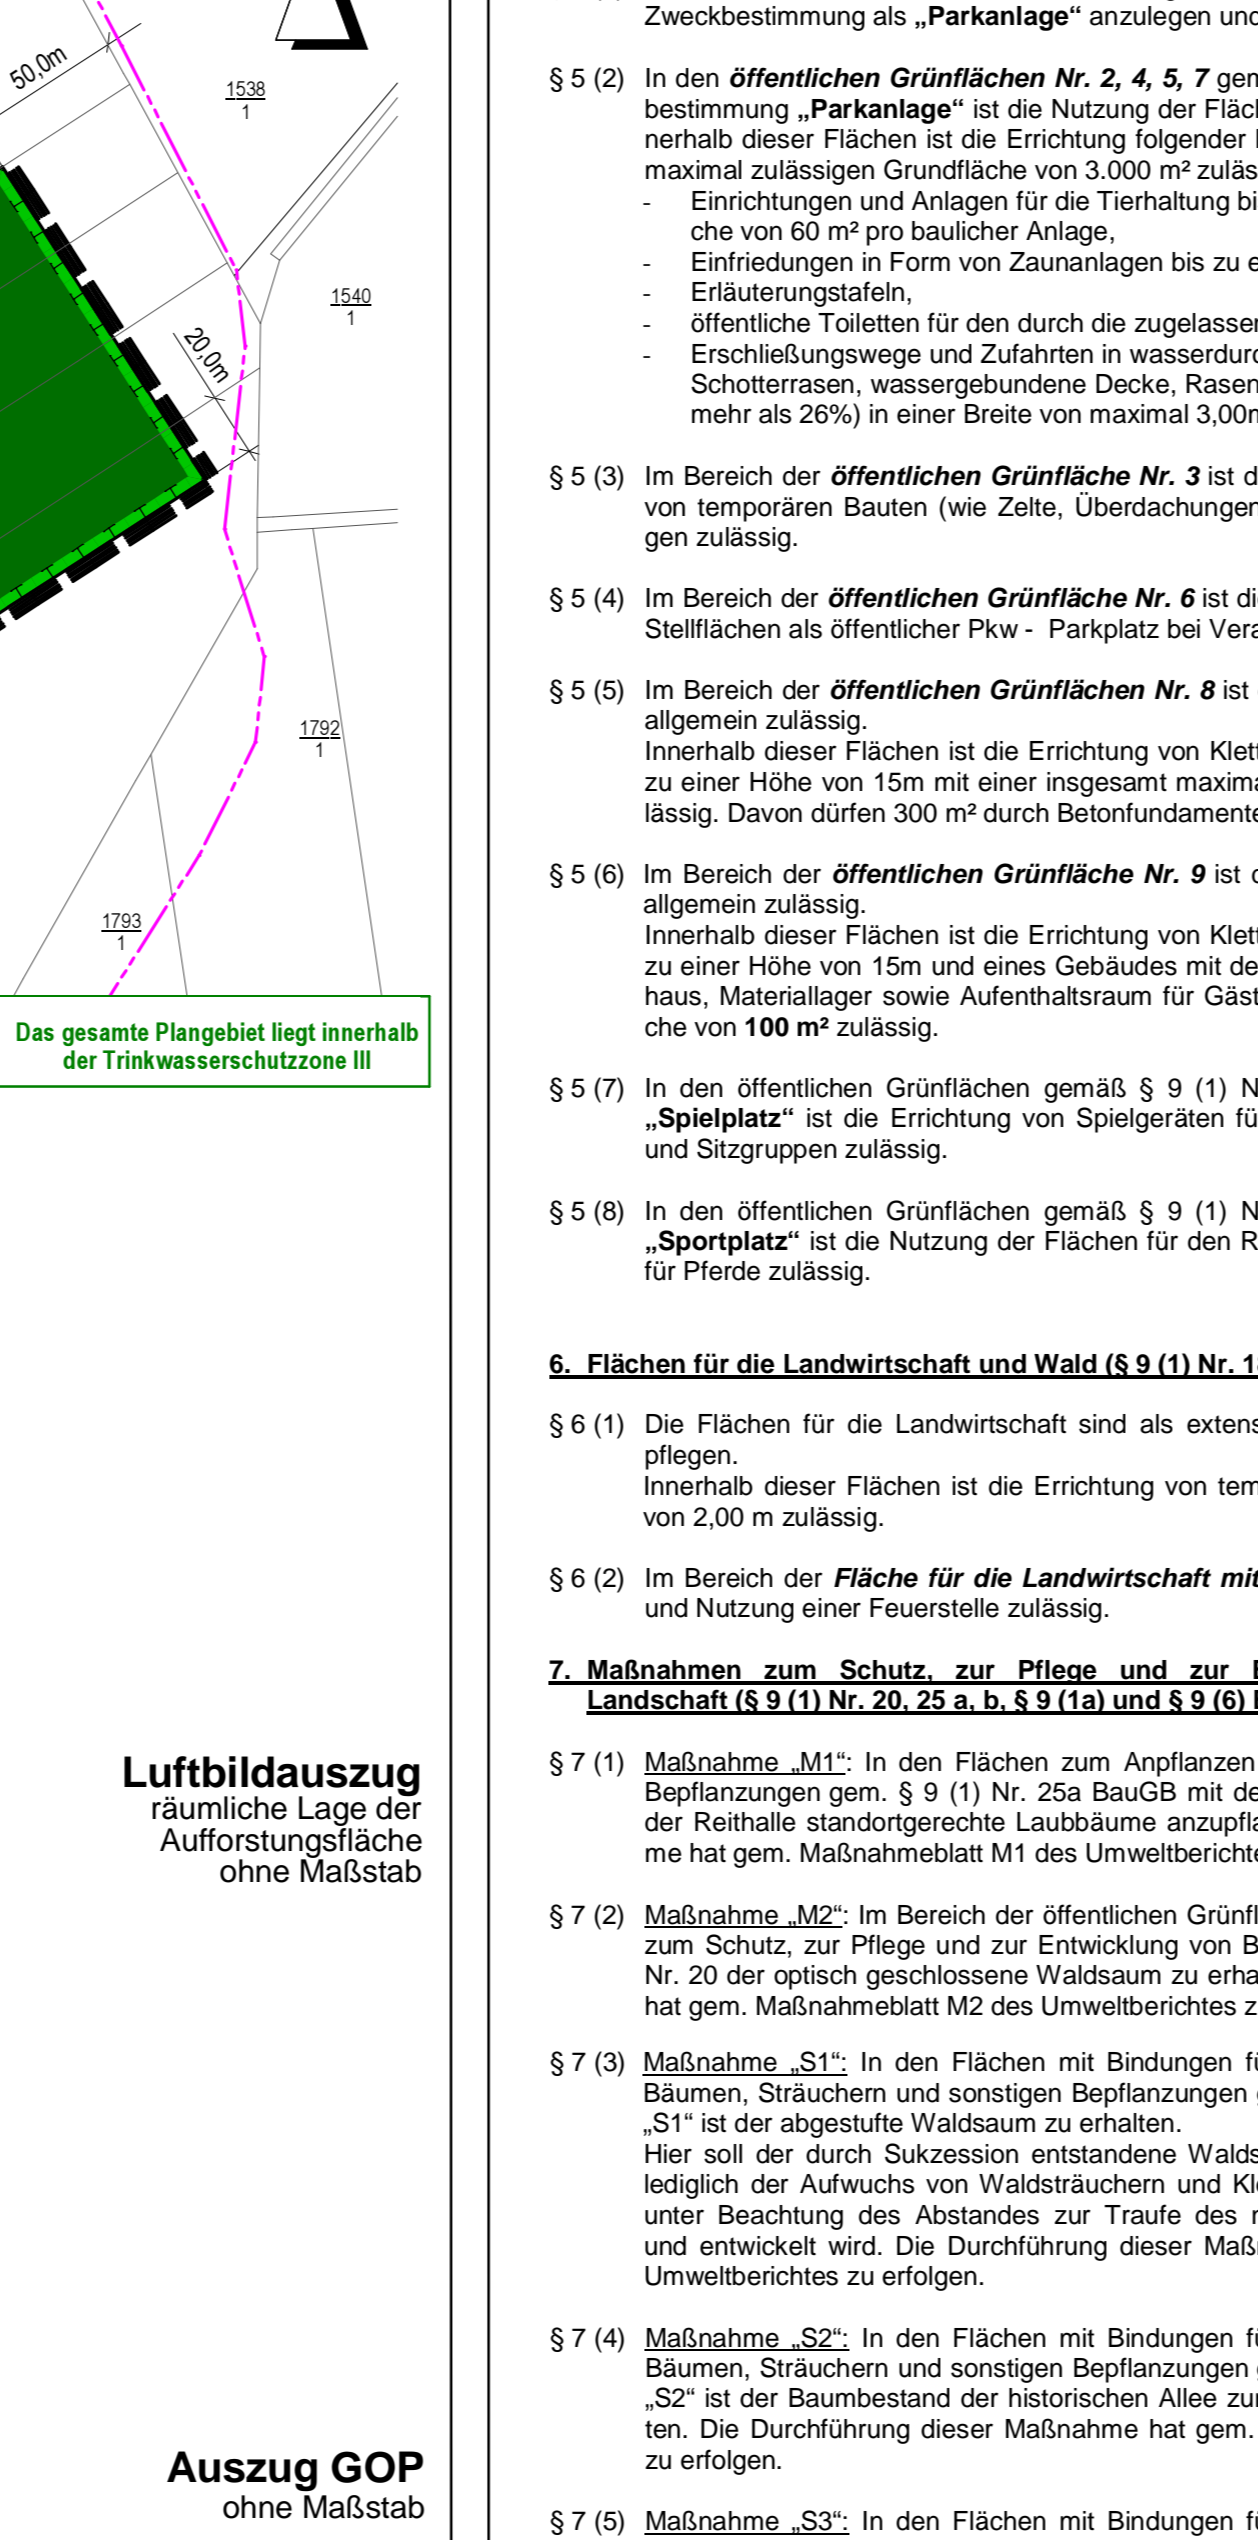 50,0m
1538
1
1540
1
20,0m
1792
1
1793
1
Das gesamte Plangebiet liegt innerhalb
der Trinkwasserschutzzone III
Luftbildauszug
räumliche Lage der
Aufforstungsfläche
ohne Maßstab
Auszug GOP
ohne Maßstab
Zweckbestimmung als „Parkanlage“ anzulegen und
§ 5 (2) In den öffentlichen Grünflächen Nr. 2, 4, 5, 7 gem
bestimmung „Parkanlage“ ist die Nutzung der Fläch
nerhalb dieser Flächen ist die Errichtung folgender
maximal zulässigen Grundfläche von 3.000 m² zuläs
- Einrichtungen und Anlagen für die Tierhaltung bi
che von 60 m² pro baulicher Anlage,
- Einfriedungen in Form von Zaunanlagen bis zu e
- Erläuterungstafeln,
- öffentliche Toiletten für den durch die zugelassen
- Erschließungswege und Zufahrten in wasserdurc
Schotterrasen, wassergebundene Decke, Rasen
mehr als 26%) in einer Breite von maximal 3,00m
§ 5 (3) Im Bereich der öffentlichen Grünfläche Nr. 3 ist d
von temporären Bauten (wie Zelte, Überdachungen
gen zulässig.
§ 5 (4) Im Bereich der öffentlichen Grünfläche Nr. 6 ist die
Stellflächen als öffentlicher Pkw - Parkplatz bei Vera
§ 5 (5) Im Bereich der öffentlichen Grünflächen Nr. 8 ist
allgemein zulässig.
Innerhalb dieser Flächen ist die Errichtung von Klett
zu einer Höhe von 15m mit einer insgesamt maxima
lässig. Davon dürfen 300 m² durch Betonfundamente
§ 5 (6) Im Bereich der öffentlichen Grünfläche Nr. 9 ist d
allgemein zulässig.
Innerhalb dieser Flächen ist die Errichtung von Klett
zu einer Höhe von 15m und eines Gebäudes mit de
haus, Materiallager sowie Aufenthaltsraum für Gäst
che von 100 m² zulässig.
§ 5 (7) In den öffentlichen Grünflächen gemäß § 9 (1) N
„Spielplatz“ ist die Errichtung von Spielgeräten fü
und Sitzgruppen zulässig.
§ 5 (8) In den öffentlichen Grünflächen gemäß § 9 (1) N
„Sportplatz“ ist die Nutzung der Flächen für den R
für Pferde zulässig.
6. Flächen für die Landwirtschaft und Wald (§ 9 (1) Nr. 18
§ 6 (1) Die Flächen für die Landwirtschaft sind als extens
pflegen.
Innerhalb dieser Flächen ist die Errichtung von tem
von 2,00 m zulässig.
§ 6 (2) Im Bereich der Fläche für die Landwirtschaft mit
und Nutzung einer Feuerstelle zulässig.
7. Maßnahmen zum Schutz, zur Pflege und zur E
Landschaft (§ 9 (1) Nr. 20, 25 a, b, § 9 (1a) und § 9 (6)
§ 7 (1) Maßnahme „M1“: In den Flächen zum Anpflanzen
Bepflanzungen gem. § 9 (1) Nr. 25a BauGB mit de
der Reithalle standortgerechte Laubbäume anzupfla
me hat gem. Maßnahmeblatt M1 des Umweltberichte
§ 7 (2) Maßnahme „M2“: Im Bereich der öffentlichen Grünfl
zum Schutz, zur Pflege und zur Entwicklung von B
Nr. 20 der optisch geschlossene Waldsaum zu erha
hat gem. Maßnahmeblatt M2 des Umweltberichtes z
§ 7 (3) Maßnahme „S1“: In den Flächen mit Bindungen fü
Bäumen, Sträuchern und sonstigen Bepflanzungen g
„S1“ ist der abgestufte Waldsaum zu erhalten.
Hier soll der durch Sukzession entstandene Walds
lediglich der Aufwuchs von Waldsträuchern und Kle
unter Beachtung des Abstandes zur Traufe des r
und entwickelt wird. Die Durchführung dieser Maßn
Umweltberichtes zu erfolgen.
§ 7 (4) Maßnahme „S2“: In den Flächen mit Bindungen fü
Bäumen, Sträuchern und sonstigen Bepflanzungen g
„S2“ ist der Baumbestand der historischen Allee zur
ten. Die Durchführung dieser Maßnahme hat gem.
zu erfolgen.
§ 7 (5) Maßnahme „S3“: In den Flächen mit Bindungen fü